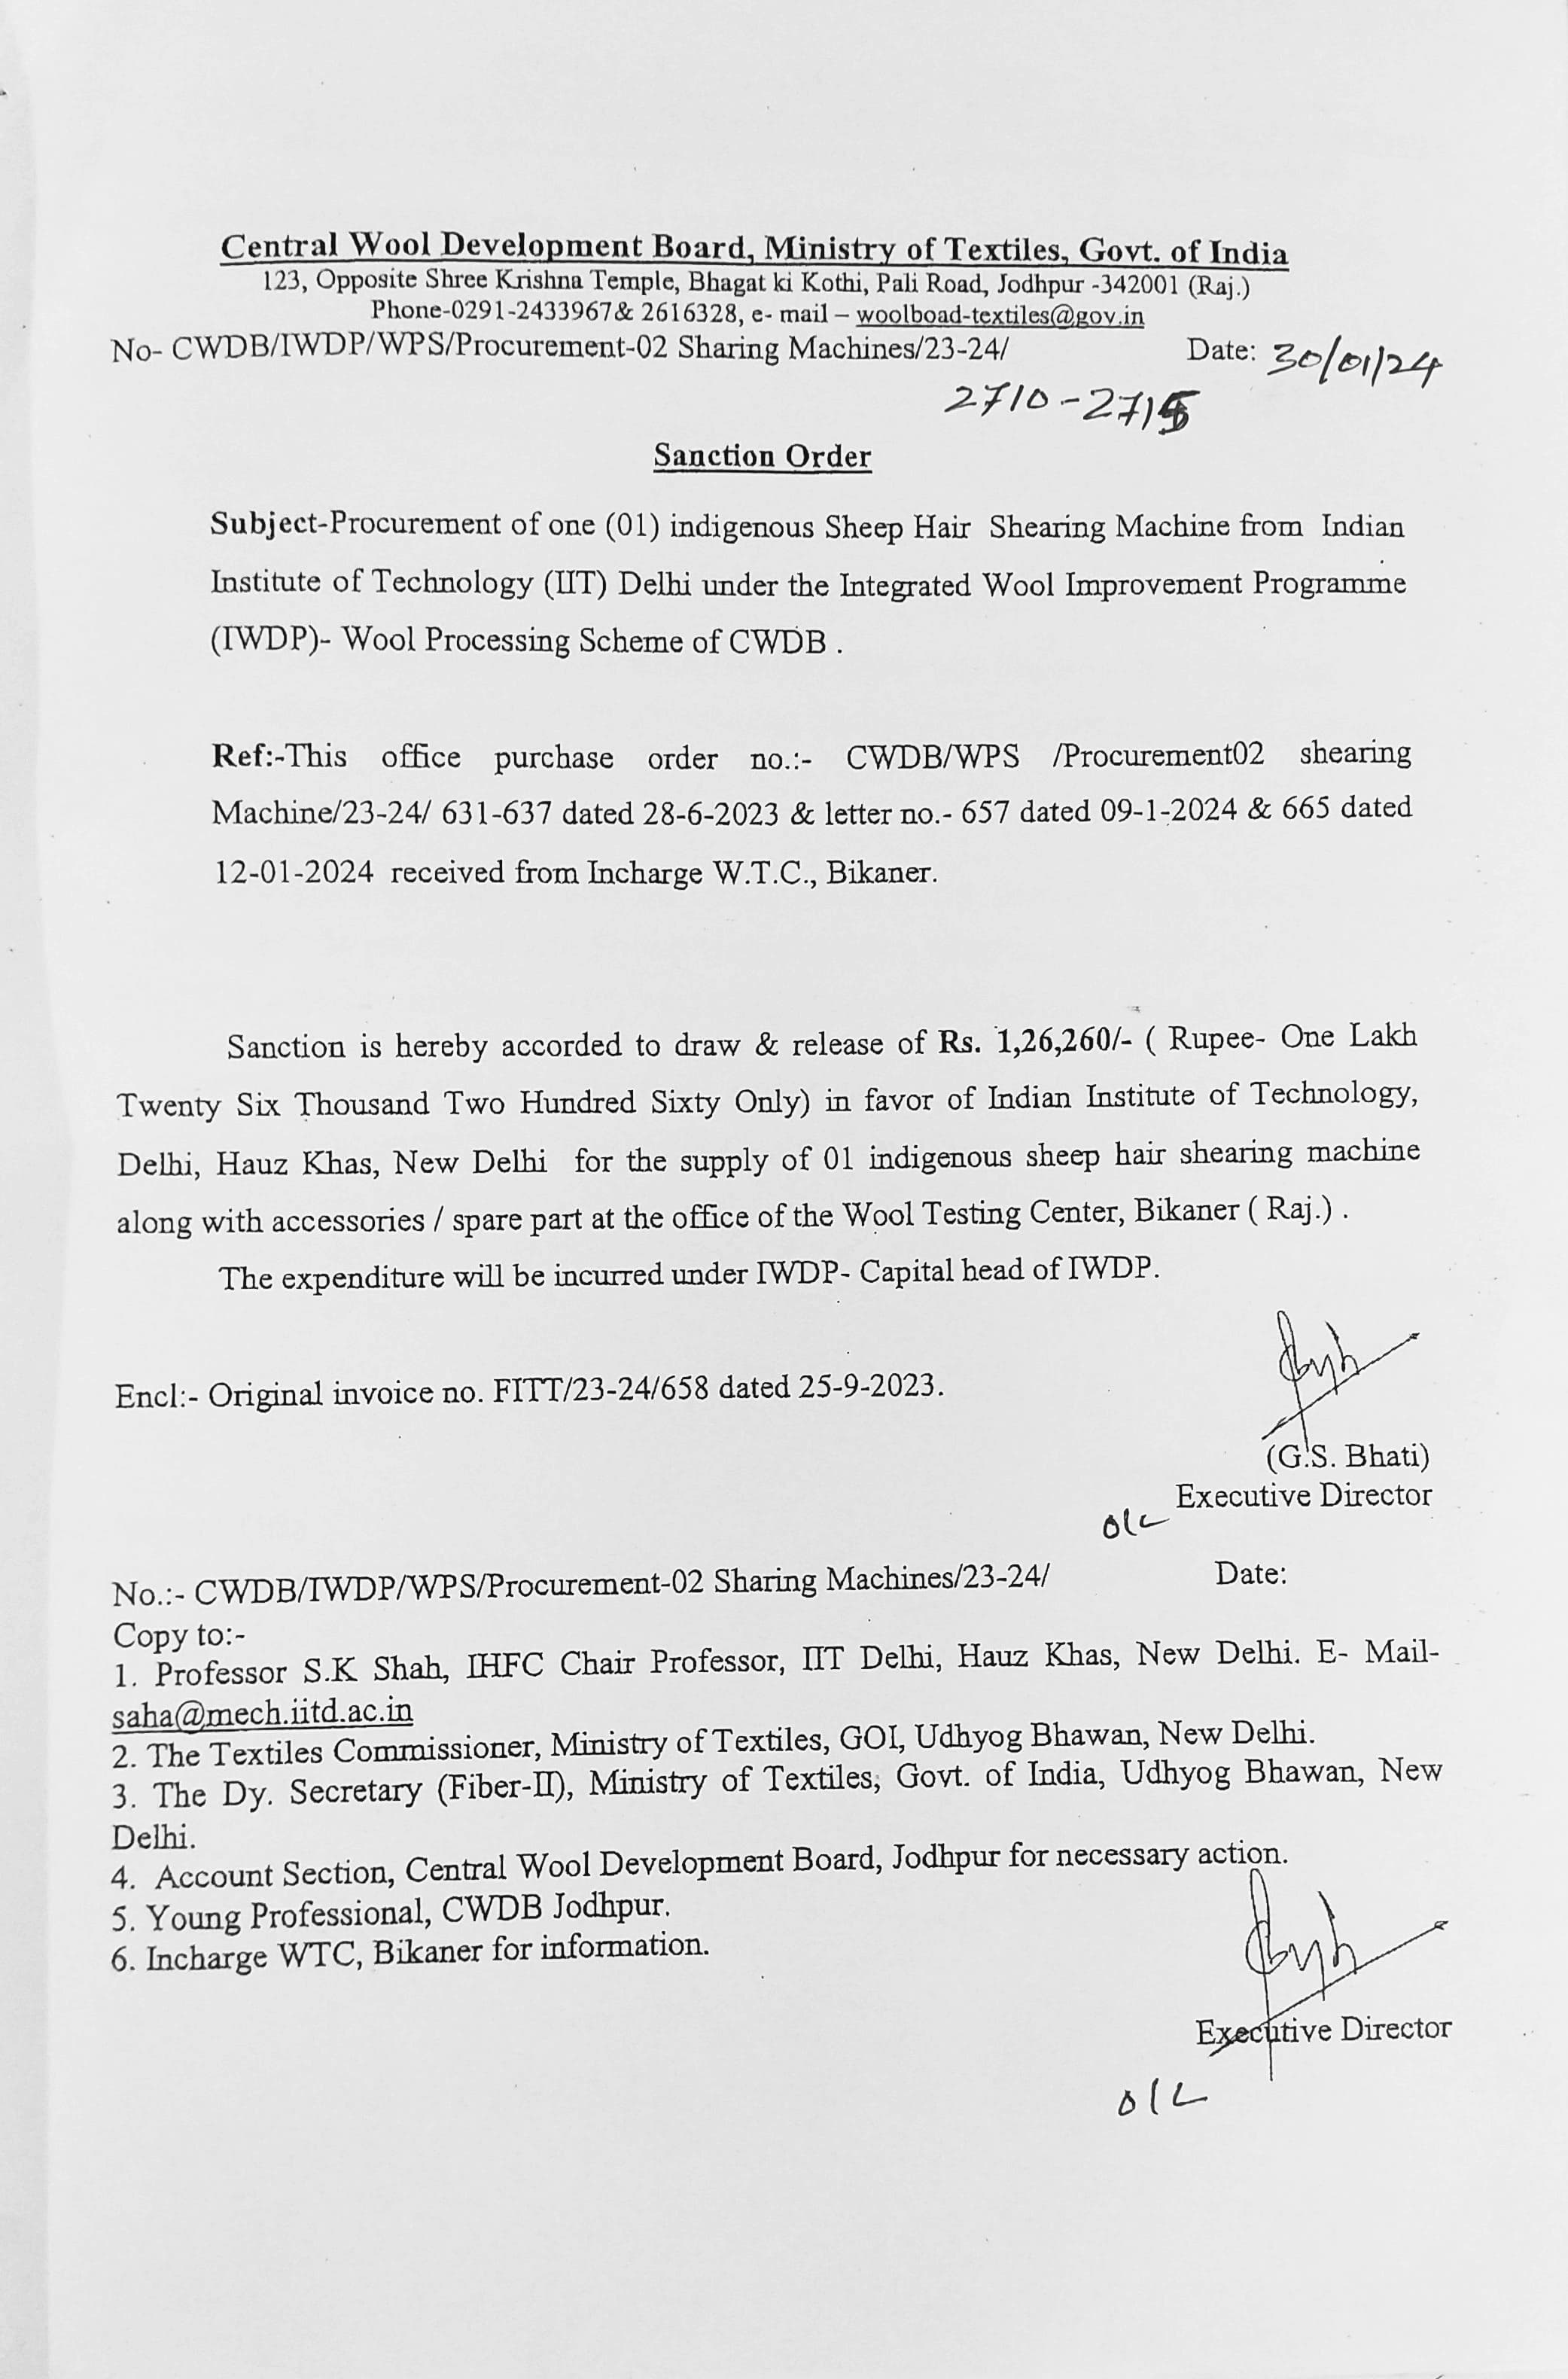 Central Wool Development Board, Ministry of Textiles, Govt. of India
123, Opposite Shree Krishna Temple, Bhagat ki Kothi, Pali Road, Jodhpur -342001 (Raj.)
Phone-0291-2433967& 2616328, e- mail – woolboad-textiles@gov.in
No- CWDB/IWDP/WPS/Procurement-02 Sharing Machines/23-24/ Date: 30/01/24
2710-2715
Sanction Order
Subject-Procurement of one (01) indigenous Sheep Hair Shearing Machine from Indian
Institute of Technology (IIT) Delhi under the Integrated Wool Improvement Programme
(IWDP)- Wool Processing Scheme of CWDB .
Ref:-This office purchase order no.:- CWDB/WPS /Procurement02 shearing
Machine/23-24/ 631-637 dated 28-6-2023 & letter no.- 657 dated 09-1-2024 & 665 dated
12-01-2024 received from Incharge W.T.C., Bikaner.
Sanction is hereby accorded to draw & release of Rs. 1,26,260/- ( Rupee- One Lakh
Twenty Six Thousand Two Hundred Sixty Only) in favor of Indian Institute of Technology,
Delhi, Hauz Khas, New Delhi for the supply of 01 indigenous sheep hair shearing machine
along with accessories / spare part at the office of the Wool Testing Center, Bikaner ( Raj.) .
The expenditure will be incurred under IWDP- Capital head of IWDP.
Encl:- Original invoice no. FITT/23-24/658 dated 25-9-2023.
(G.S. Bhati)
Executive Director
O/C
No.:- CWDB/IWDP/WPS/Procurement-02 Sharing Machines/23-24/ Date:
Copy to:-
1. Professor S.K Shah, IHFC Chair Professor, IIT Delhi, Hauz Khas, New Delhi. E- Mail-
saha@mech.iitd.ac.in
2. The Textiles Commissioner, Ministry of Textiles, GOI, Udhyog Bhawan, New Delhi.
3. The Dy. Secretary (Fiber-II), Ministry of Textiles, Govt. of India, Udhyog Bhawan, New
Delhi.
4. Account Section, Central Wool Development Board, Jodhpur for necessary action.
5. Young Professional, CWDB Jodhpur.
6. Incharge WTC, Bikaner for information.
Executive Director
O/C